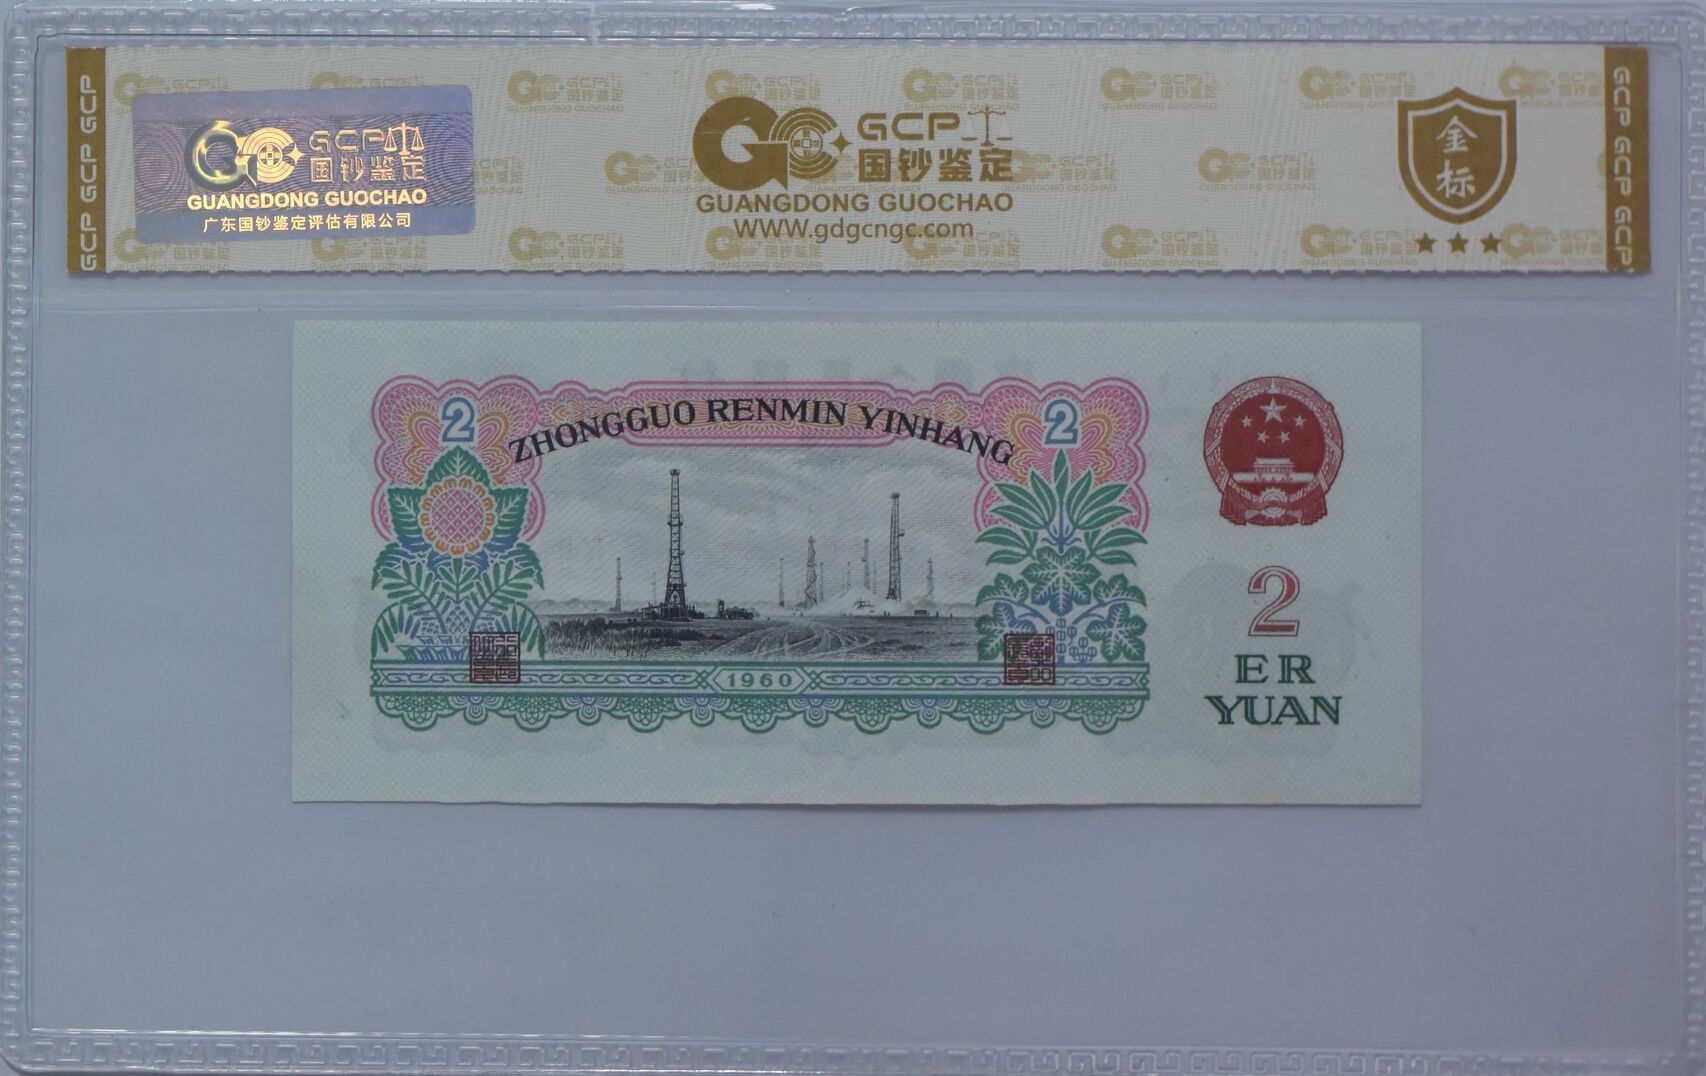 GCP GCP GCP GCP
GCP
国钞鉴定
GUANGDONG GUOCHAO
广东国钞鉴定评估有限公司
GCP
国钞鉴定
GUANGDONG GUOCHAO
WWW.gdgcngc.com
金
标
GCP GCP GCP GCP
ZHONGGUO RENMIN YINHANG
2
2
1960
2
ER
YUAN